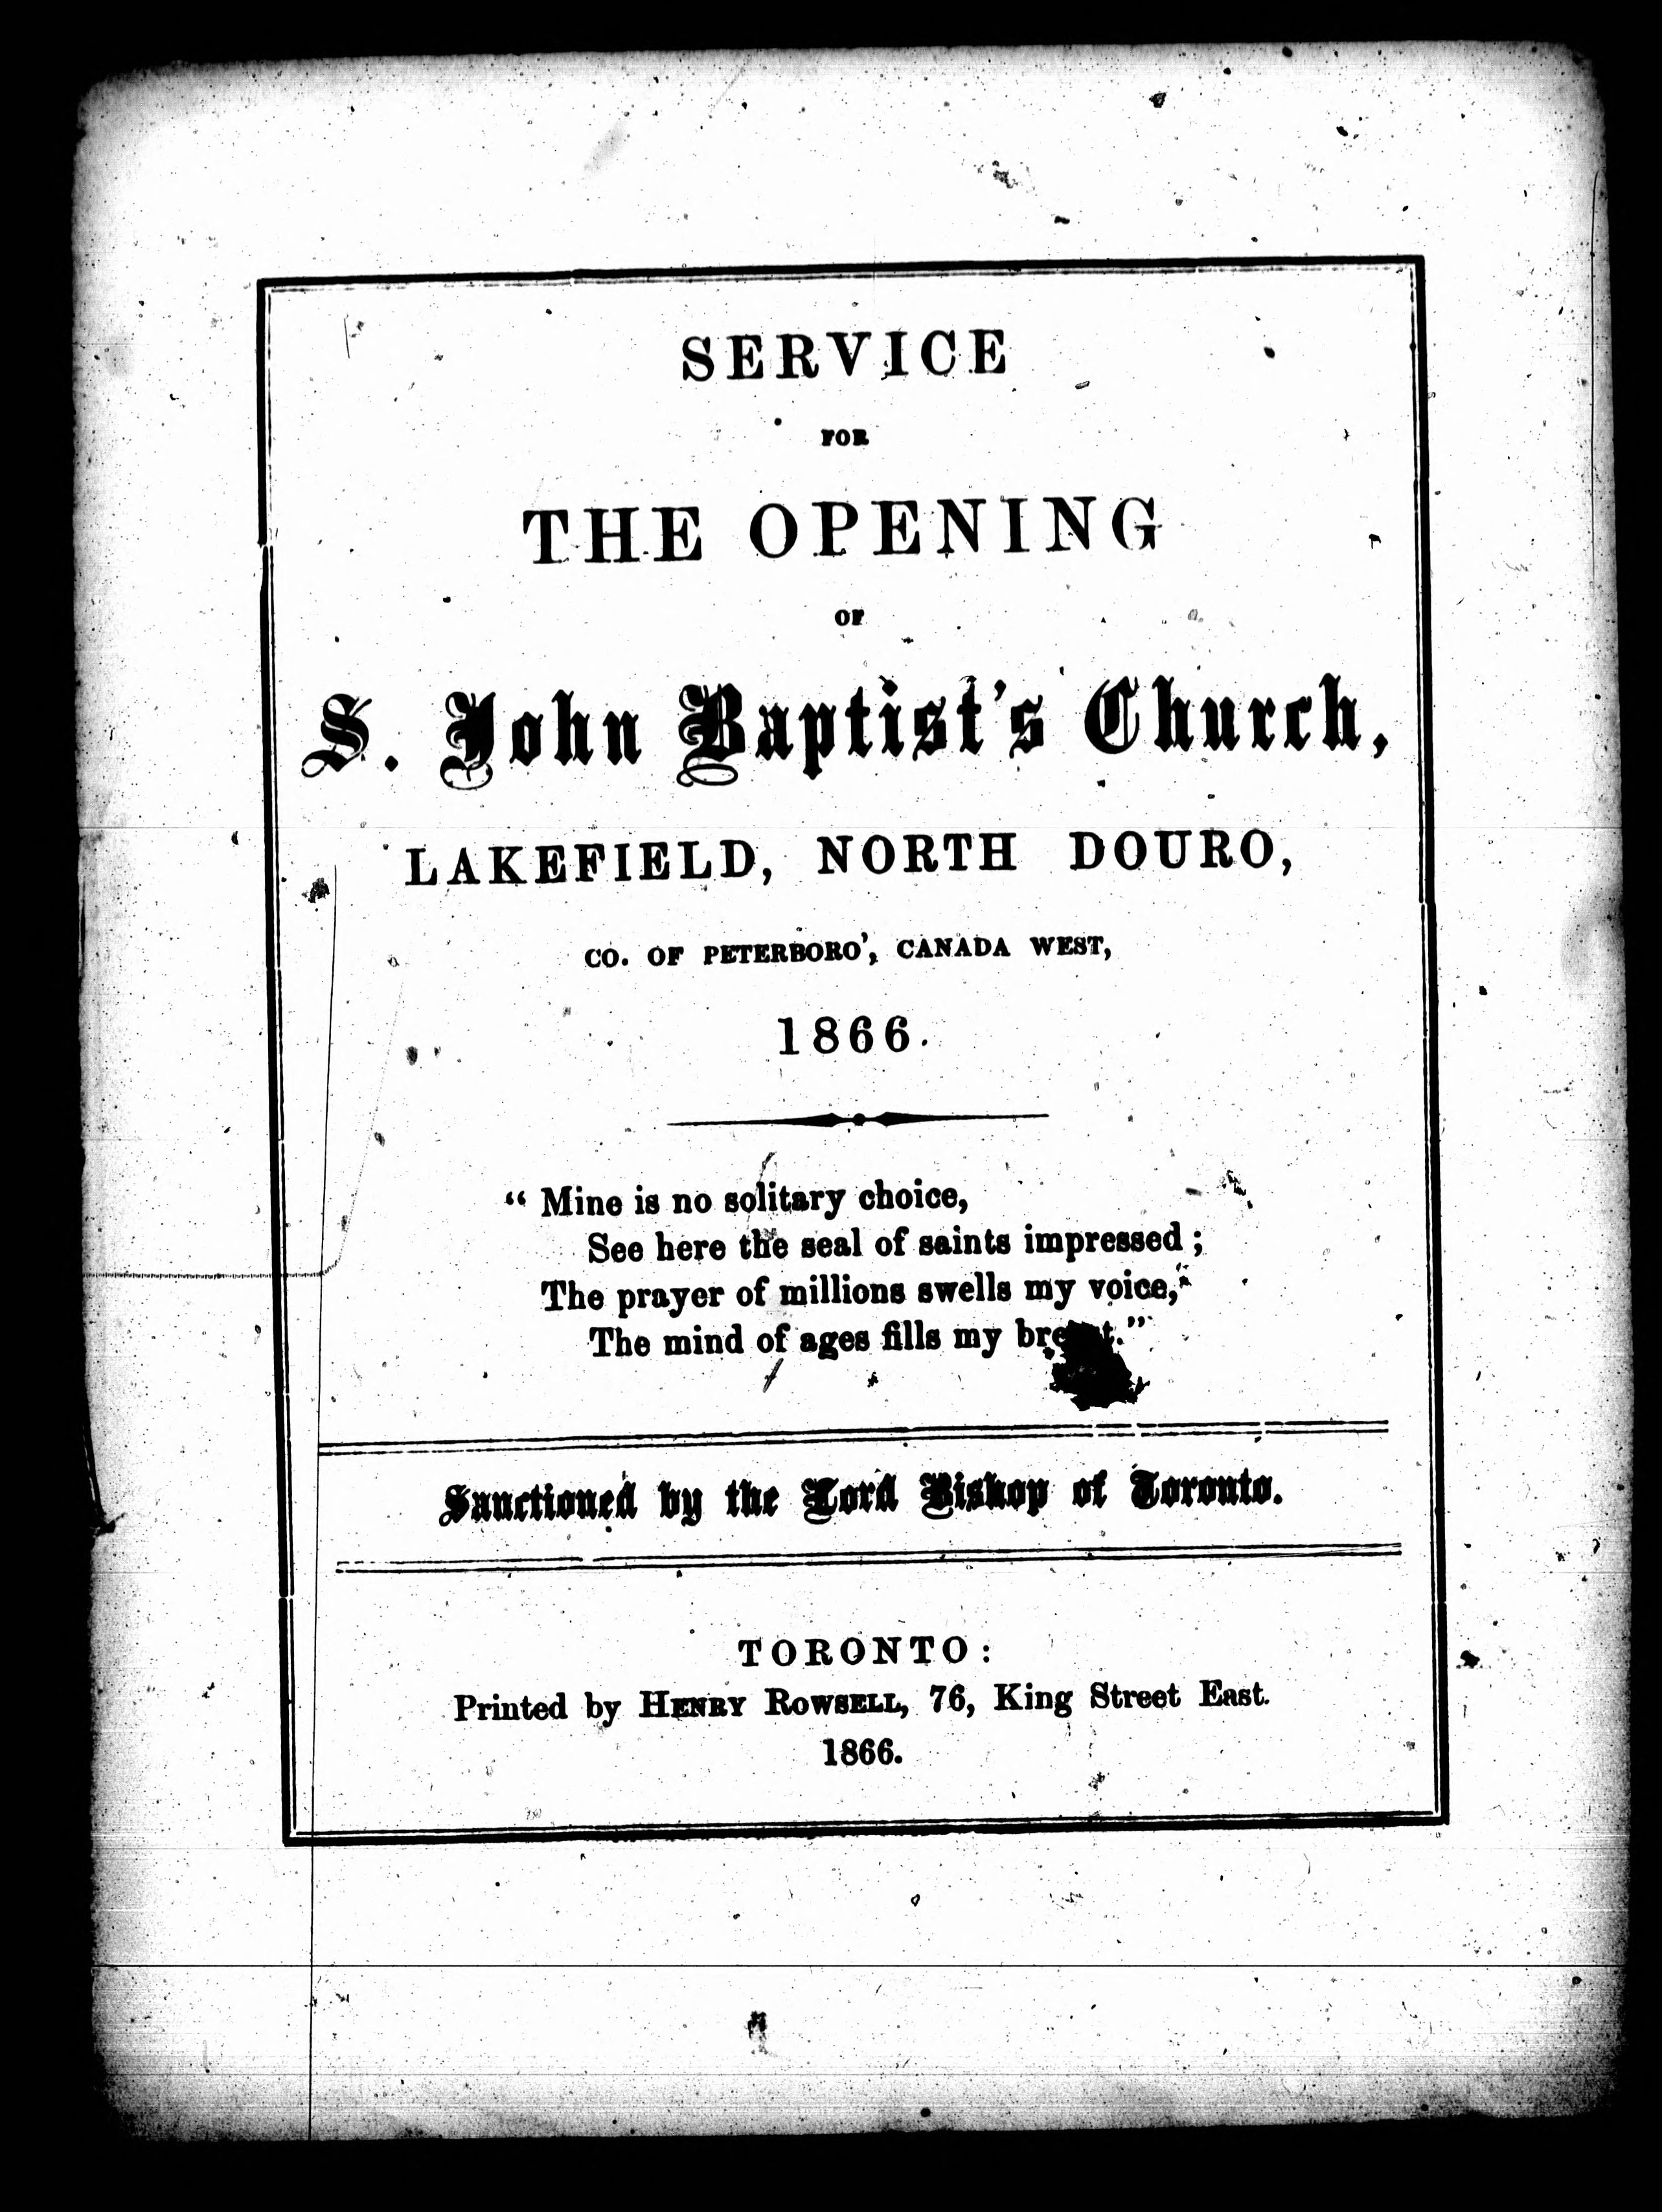 SERVICE
FOR
THE OPENING
OF
S. John Baptist's Church,
LAKEFIELD, NORTH DOURO,
CO. OF PETERBORO', CANADA WEST,
1866.
" Mine is no solitary choice,
See here the seal of saints impressed ;
The prayer of millions swells my voice,
The mind of ages fills my breast."
Sanctioned by the Lord Bishop of Toronto.
TORONTO:
Printed by HENRY ROWSELL, 76, King Street East.
1866.